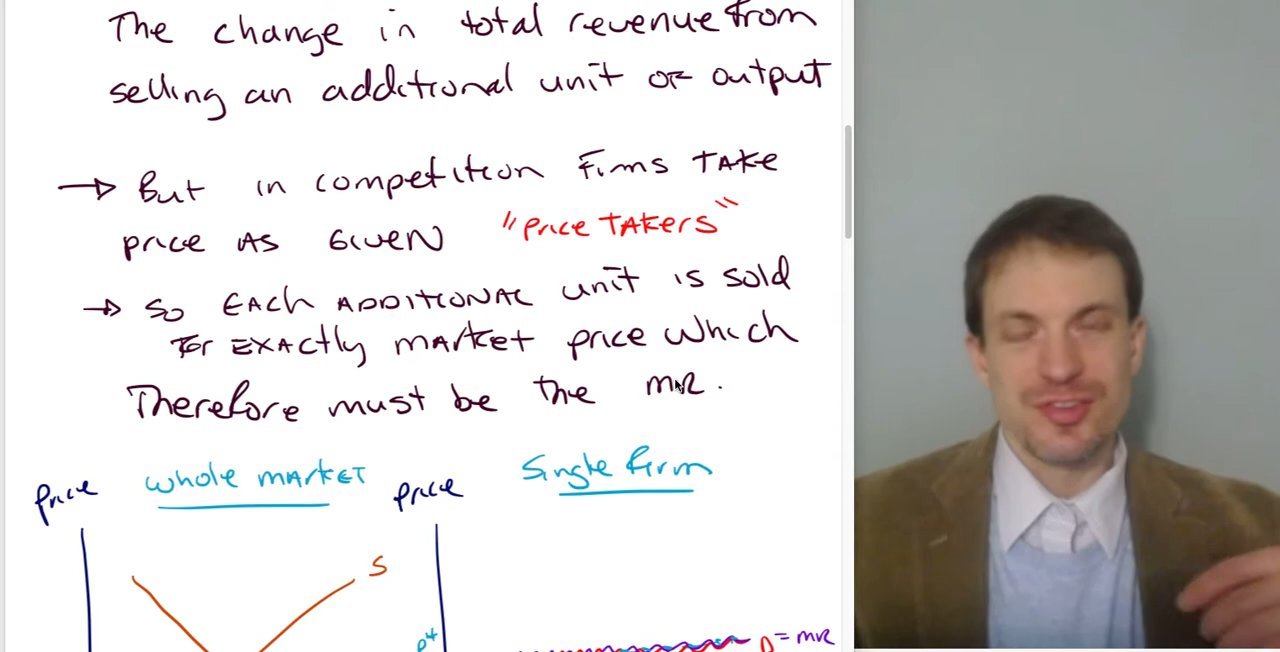 The change in total revenue from
selling an additional unit of output
→ But in competition firms TAKE
price AS GIVEN "Price TAKERS"
→ So EACH ADDITIONAL unit is sold
for EXACTLY MARKET price which
Therefore must be the MR.
Price whole MARKET Price Single firm
S
P* D = MR